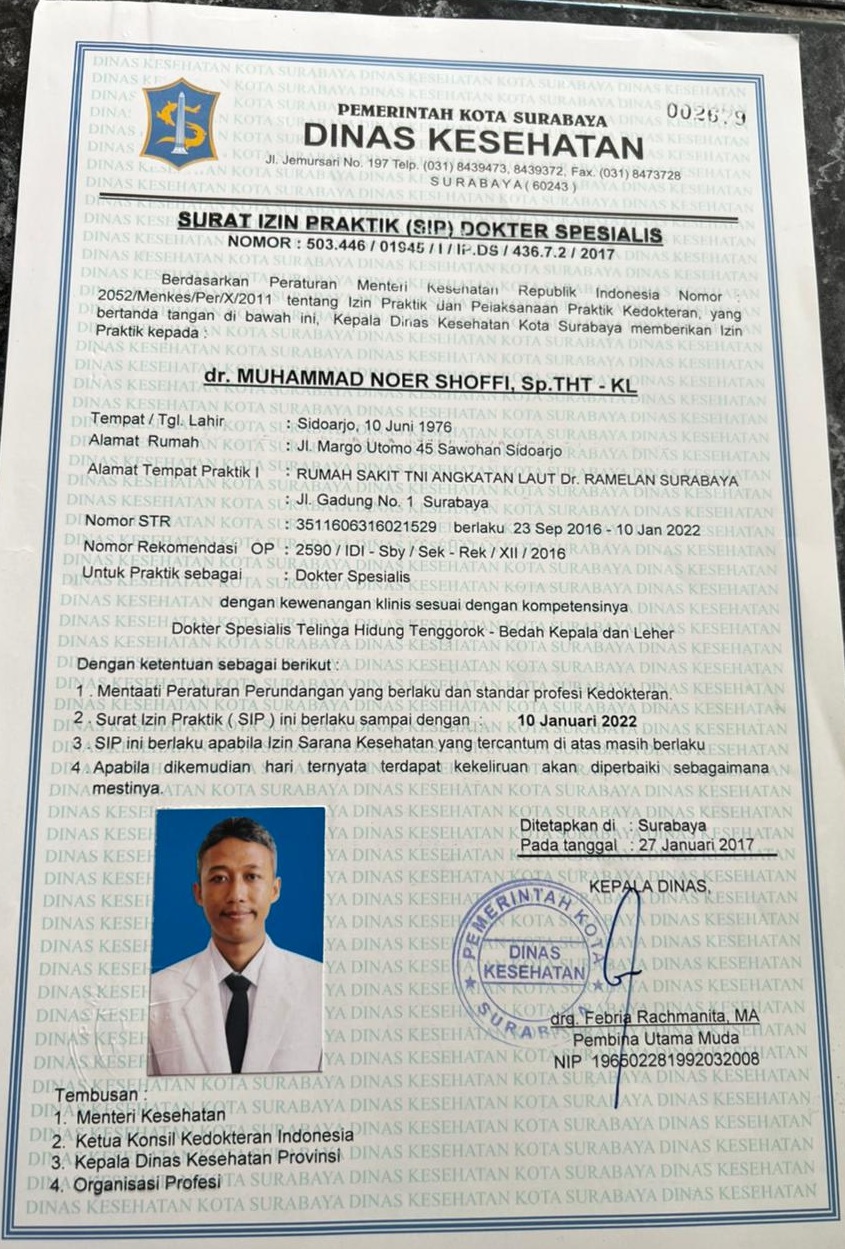 PEMERINTAH KOTA SURABAYA
002679
DINAS KESEHATAN
Jl. Jemursari No. 197 Telp. (031) 8439473, 8439372, Fax. (031) 8473728
SURABAYA ( 60243 )
SURAT IZIN PRAKTIK (SIP) DOKTER SPESIALIS
NOMOR : 503.446 / 01945 / I / IP.DS / 436.7.2 / 2017
Berdasarkan Peraturan Menteri Kesehatan Republik Indonesia Nomor :
2052/Menkes/Per/X/2011 tentang Izin Praktik dan Pelaksanaan Praktik Kedokteran, yang
bertanda tangan di bawah ini, Kepala Dinas Kesehatan Kota Surabaya memberikan Izin
Praktik kepada :
dr. MUHAMMAD NOER SHOFFI, Sp.THT - KL
Tempat / Tgl. Lahir : Sidoarjo, 10 Juni 1976
Alamat Rumah : Jl. Margo Utomo 45 Sawohan Sidoarjo
Alamat Tempat Praktik I : RUMAH SAKIT TNI ANGKATAN LAUT Dr. RAMELAN SURABAYA
: Jl. Gadung No. 1 Surabaya
Nomor STR : 3511606316021529 berlaku 23 Sep 2016 - 10 Jan 2022
Nomor Rekomendasi OP : 2590 / IDI - Sby / Sek - Rek / XII / 2016
Untuk Praktik sebagai : Dokter Spesialis
dengan kewenangan klinis sesuai dengan kompetensinya
Dokter Spesialis Telinga Hidung Tenggorok - Bedah Kepala dan Leher
Dengan ketentuan sebagai berikut :
1 . Mentaati Peraturan Perundangan yang berlaku dan standar profesi Kedokteran.
2 . Surat Izin Praktik ( SIP ) ini berlaku sampai dengan : 10 Januari 2022
3 . SIP ini berlaku apabila Izin Sarana Kesehatan yang tercantum di atas masih berlaku
4 . Apabila dikemudian hari ternyata terdapat kekeliruan akan diperbaiki sebagaimana
mestinya.
Ditetapkan di : Surabaya
Pada tanggal : 27 Januari 2017
KEPALA DINAS,
PEMERINTAH KOTA
DINAS
KESEHATAN
SURABAYA
drg. Febria Rachmanita, MA
Pembina Utama Muda
NIP 196502281992032008
Tembusan :
1. Menteri Kesehatan
2. Ketua Konsil Kedokteran Indonesia
3. Kepala Dinas Kesehatan Provinsi
4. Organisasi Profesi